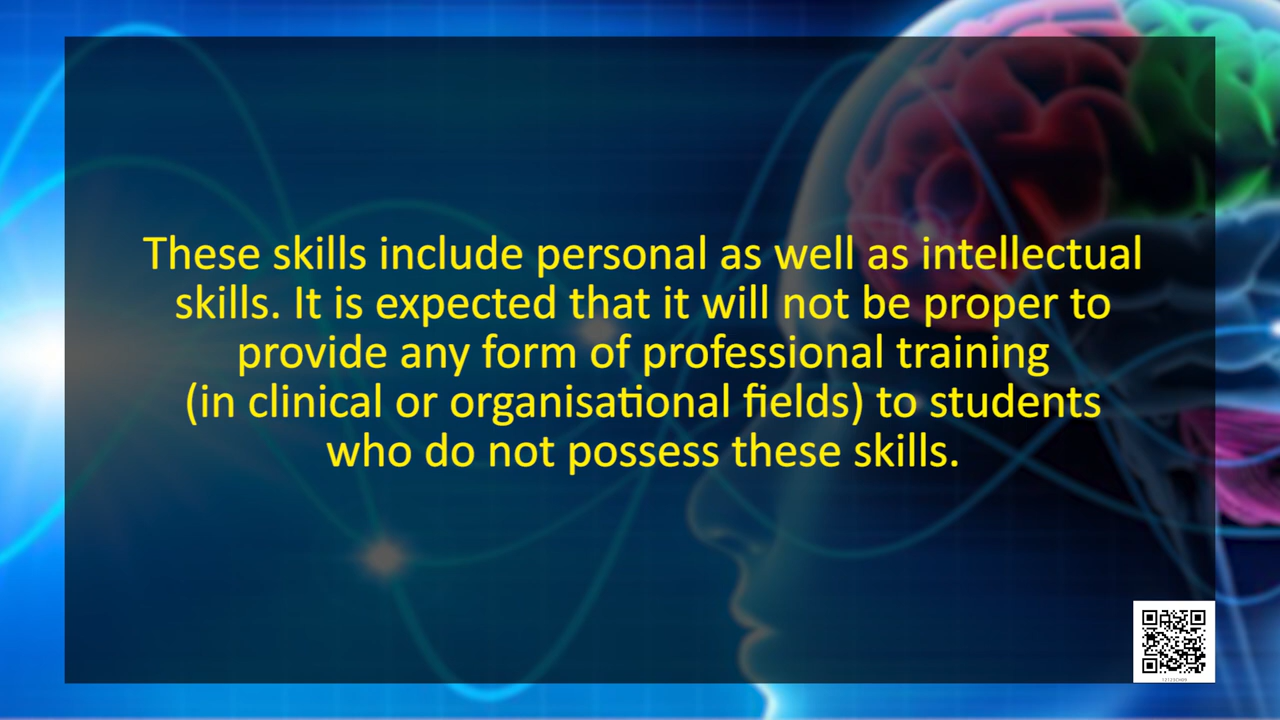 These skills include personal as well as intellectual
skills. It is expected that it will not be proper to
provide any form of professional training
(in clinical or organisational fields) to students
who do not possess these skills.